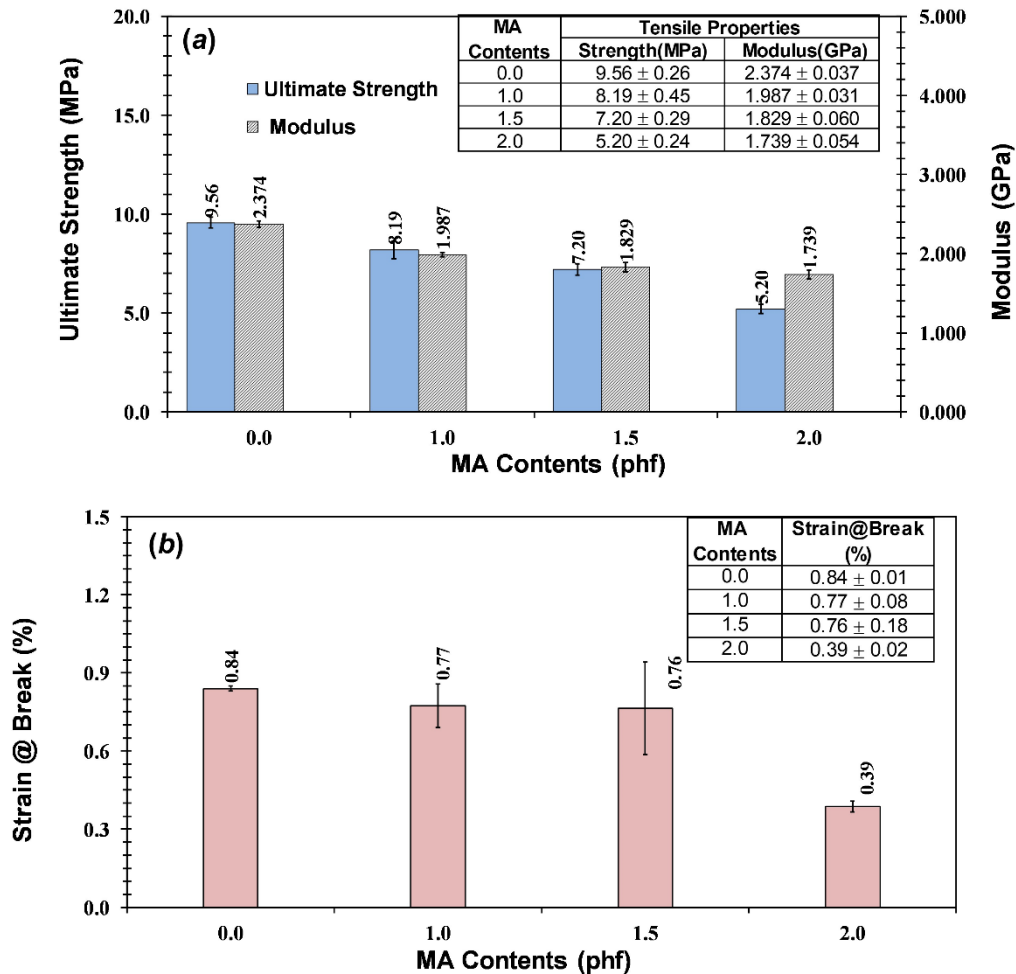 (a)
Ultimate Strength
Modulus
MA Contents Tensile Properties
Strength(MPa) Modulus(GPa)
0.0 9.56 ± 0.26 2.374 ± 0.037
1.0 8.19 ± 0.45 1.987 ± 0.031
1.5 7.20 ± 0.29 1.829 ± 0.060
2.0 5.20 ± 0.24 1.739 ± 0.054
Ultimate Strength (MPa)
20.0
15.0
10.0
5.0
0.0
Modulus (GPa)
5.000
4.000
3.000
2.000
1.000
0.000
9.56 2.374
8.19 1.987
7.20 1.829
5.20 1.739
0.0 1.0 1.5 2.0
MA Contents (phf)
(b)
MA Contents Strain@Break (%)
0.0 0.84 ± 0.01
1.0 0.77 ± 0.08
1.5 0.76 ± 0.18
2.0 0.39 ± 0.02
Strain @ Break (%)
1.5
1.2
0.9
0.6
0.3
0.0
0.84
0.77
0.76
0.39
0.0 1.0 1.5 2.0
MA Contents (phf)